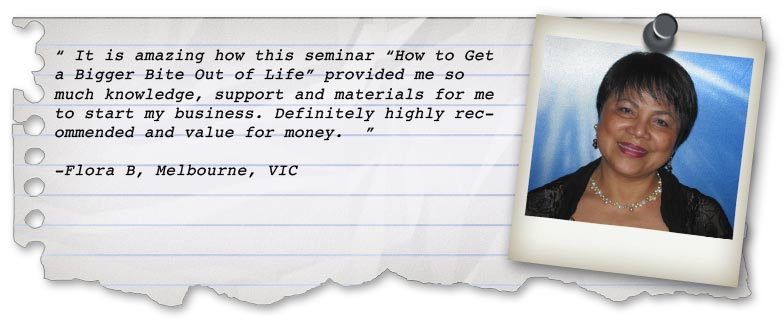 “ It is amazing how this seminar “How to Get
a Bigger Bite Out of Life” provided me so
much knowledge, support and materials for me
to start my business. Definitely highly rec-
ommended and value for money. ”
-Flora B, Melbourne, VIC